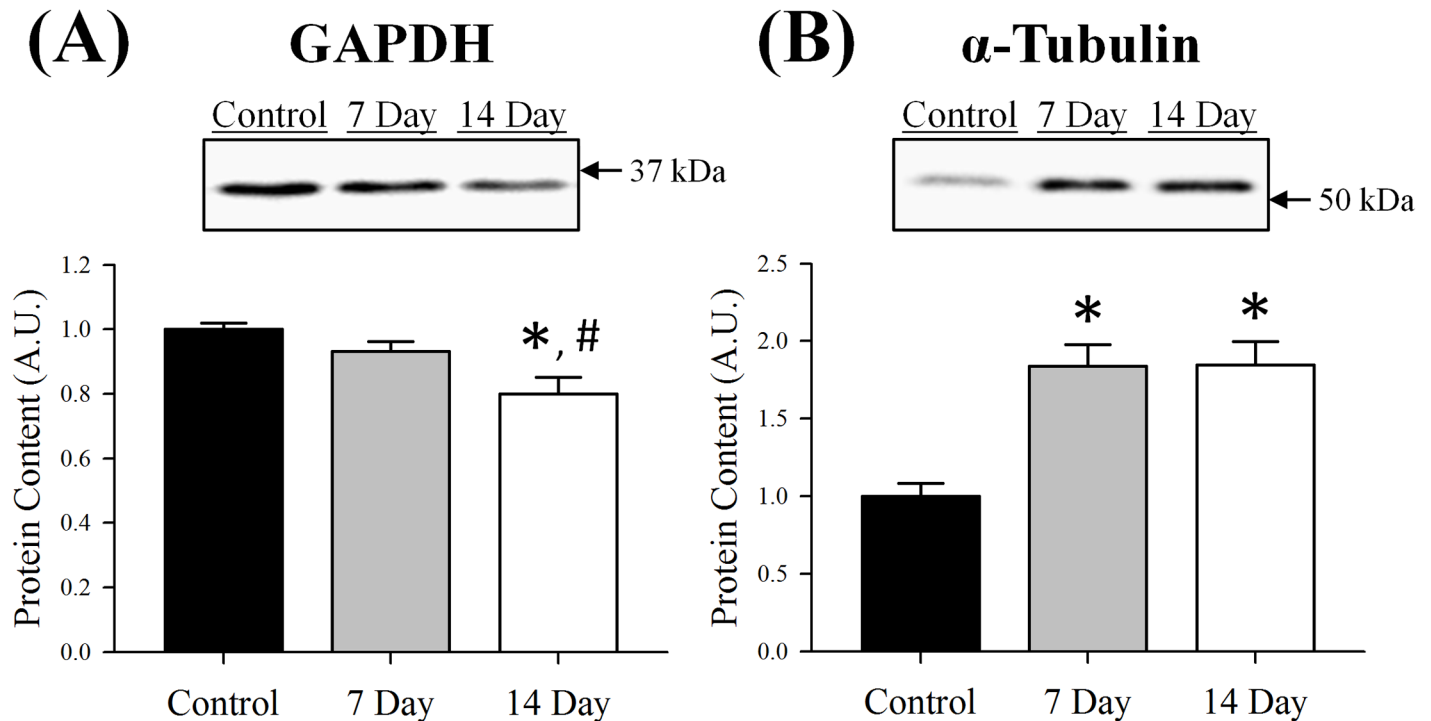 (A) GAPDH
Control 7 Day 14 Day
37 kDa
Protein Content (A.U.)
1.2
1.0
0.8
0.6
0.4
0.2
0.0
*, #
Control 7 Day 14 Day
(B) α-Tubulin
Control 7 Day 14 Day
50 kDa
Protein Content (A.U.)
2.5
2.0
1.5
1.0
0.5
0.0
* *
Control 7 Day 14 Day